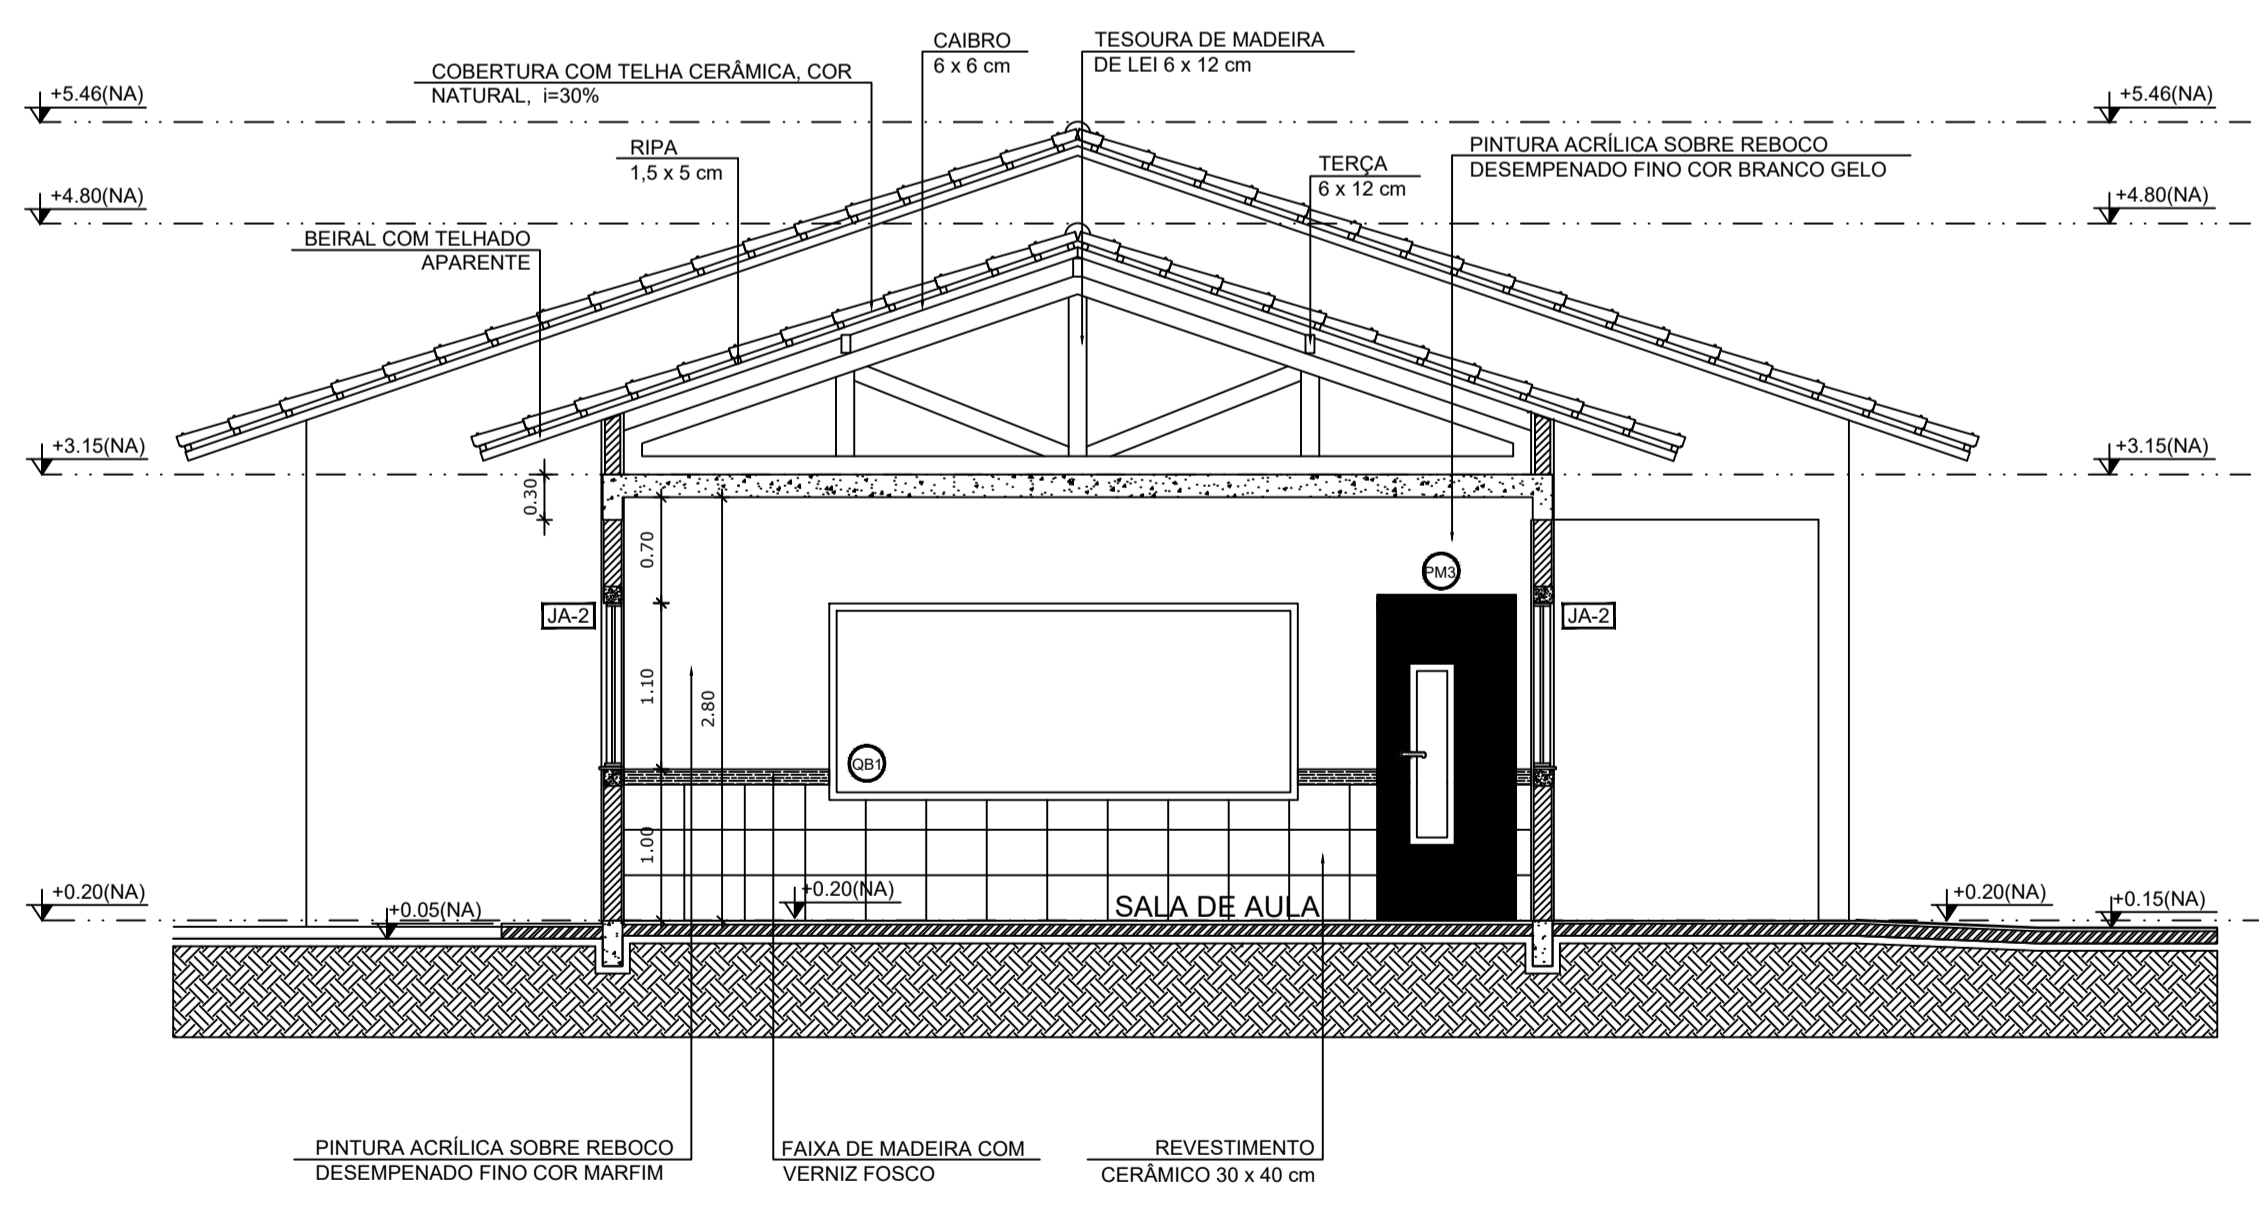 CAIBRO
6 x 6 cm
TESOURA DE MADEIRA
DE LEI 6 x 12 cm
COBERTURA COM TELHA CERÂMICA, COR
NATURAL, i=30%
+5.46(NA)
+5.46(NA)
RIPA
1,5 x 5 cm
TERÇA
6 x 12 cm
PINTURA ACRÍLICA SOBRE REBOCO
DESEMPENADO FINO COR BRANCO GELO
+4.80(NA)
+4.80(NA)
BEIRAL COM TELHADO
APARENTE
+3.15(NA)
+3.15(NA)
0.30
0.70
PM3
JA-2
JA-2
1.10
2.80
QB1
1.00
+0.20(NA)
+0.05(NA)
+0.20(NA)
SALA DE AULA
+0.20(NA)
+0.15(NA)
PINTURA ACRÍLICA SOBRE REBOCO
DESEMPENADO FINO COR MARFIM
FAIXA DE MADEIRA COM
VERNIZ FOSCO
REVESTIMENTO
CERÂMICO 30 x 40 cm